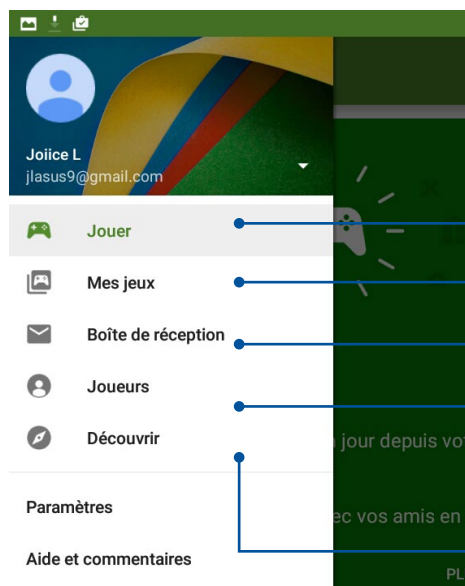 Joiice L
jlasus9@gmail.com
Jouer
Mes jeux
Boîte de réception
Joueurs
Découvrir
jour depuis vo
Paramètres
ec vos amis en
Aide et commentaires
PL